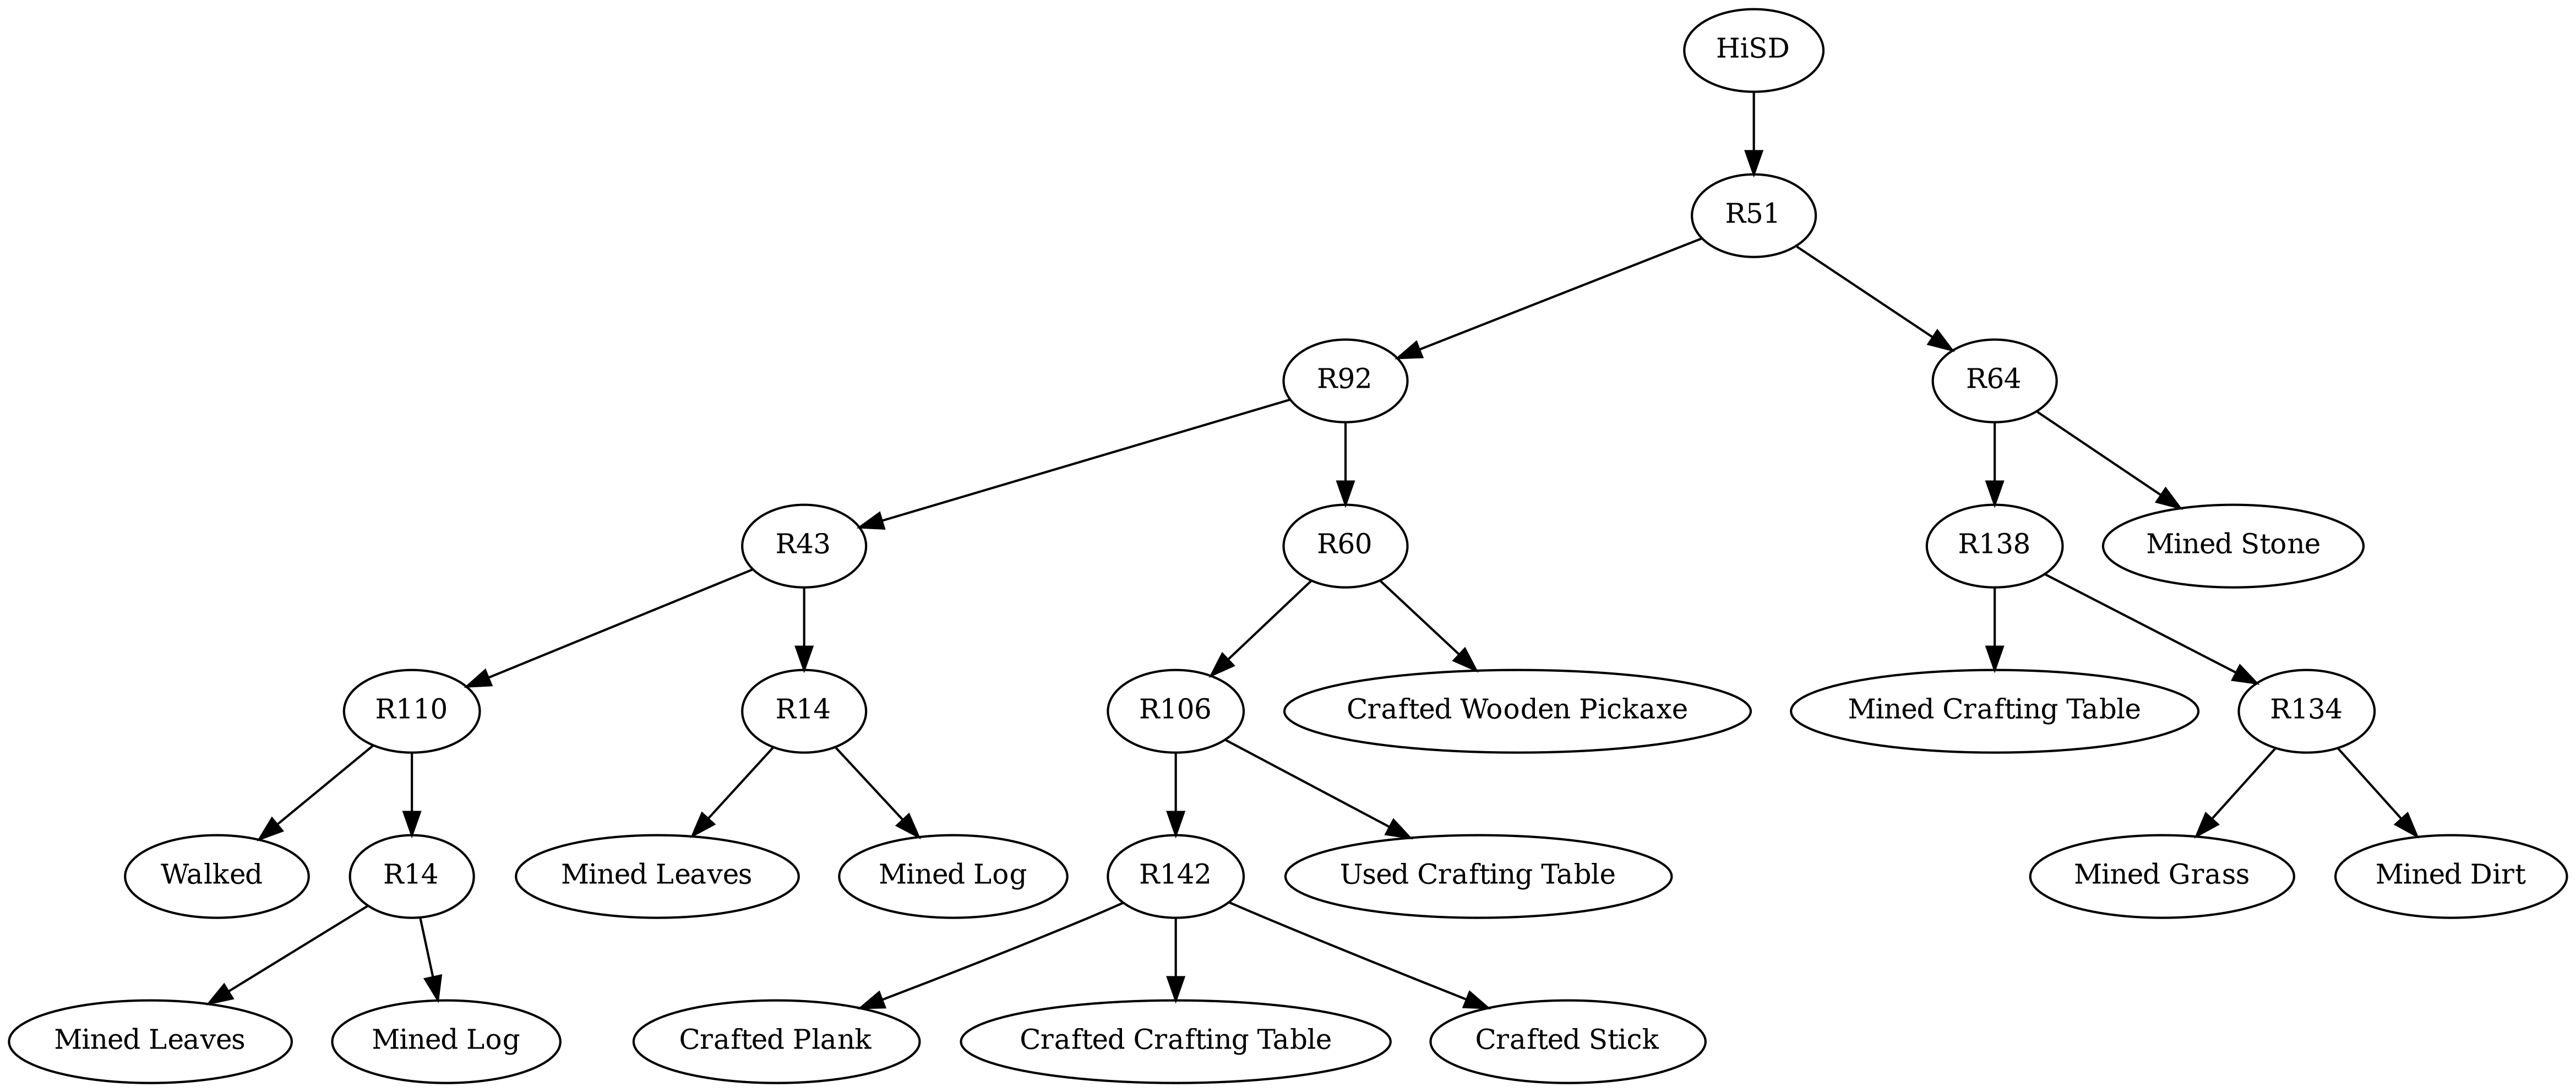 HiSD
R51
R92
R64
R43
R60
R138
Mined Stone
R110
R14
R106
Crafted Wooden Pickaxe
Mined Crafting Table
R134
Walked
R14
Mined Leaves
Mined Log
R142
Used Crafting Table
Mined Grass
Mined Dirt
Mined Leaves
Mined Log
Crafted Plank
Crafted Crafting Table
Crafted Stick